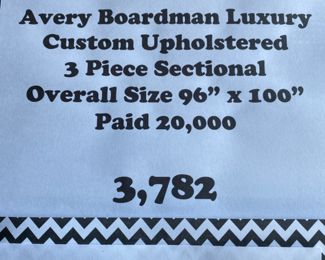 Avery Boardman Luxury
Custom Upholstered
3 Piece Sectional
Overall Size 96” x 100”
Paid 20,000
3,782